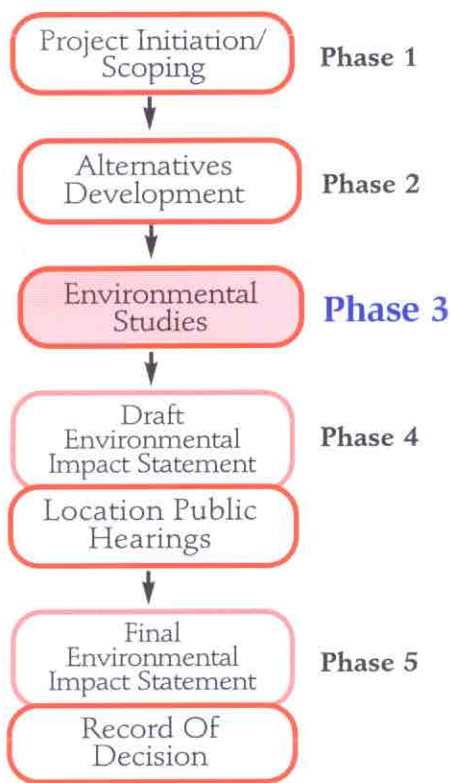 Project Initiation/
Scoping
Phase 1
Alternatives
Development
Phase 2
Environmental
Studies
Phase 3
Draft
Environmental
Impact Statement
Phase 4
Location Public
Hearings
Final
Environmental
Impact Statement
Phase 5
Record Of
Decision